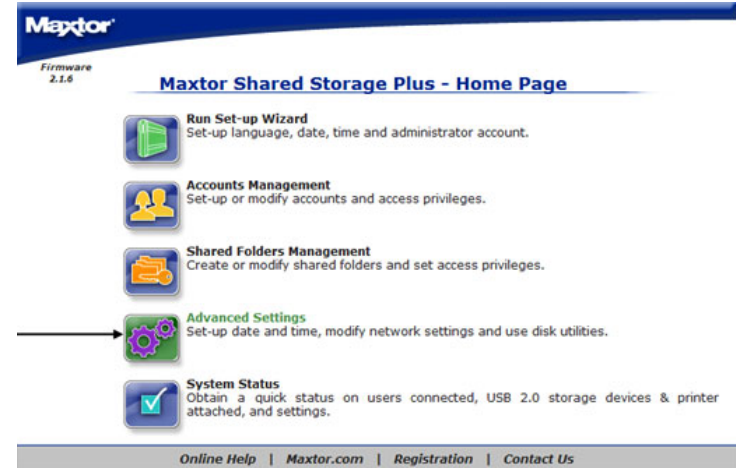 Maxtor
Firmware
2.1.6
Maxtor Shared Storage Plus - Home Page
Run Set-up Wizard
Set-up language, date, time and administrator account.
Accounts Management
Set-up or modify accounts and access privileges.
Shared Folders Management
Create or modify shared folders and set access privileges.
Advanced Settings
Set-up date and time, modify network settings and use disk utilities.
System Status
Obtain a quick status on users connected, USB 2.0 storage devices & printer
attached, and settings.
Online Help | Maxtor.com | Registration | Contact Us